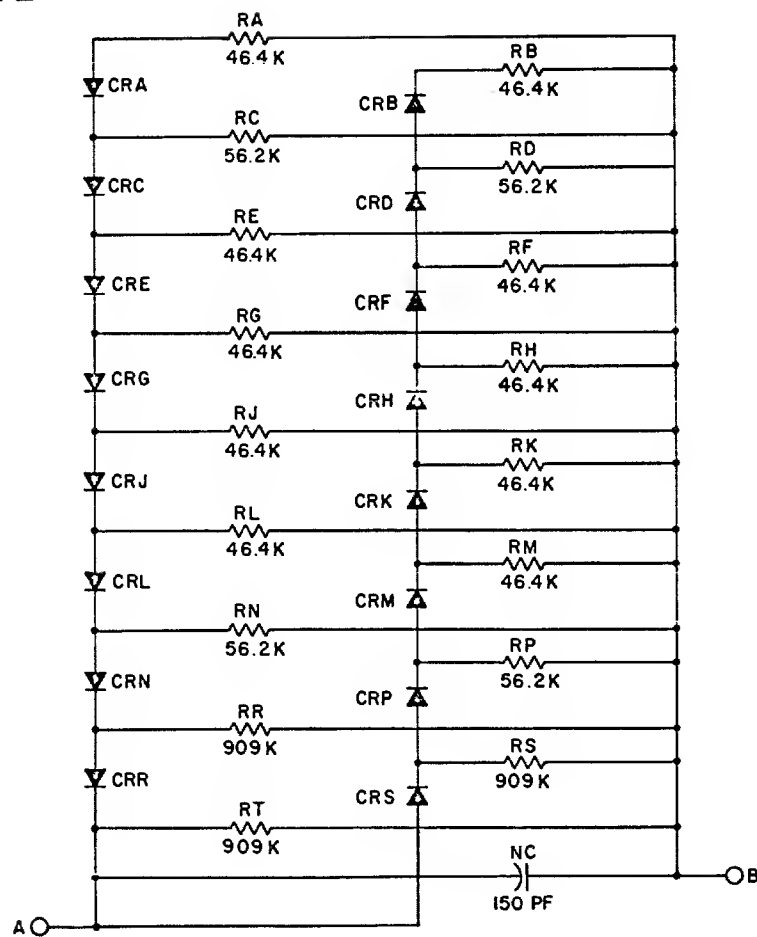 RA
46.4K
RB
46.4K
CRA
CRB
RC
56.2K
RD
56.2K
CRC
CRD
RE
46.4K
RF
46.4K
CRE
CRF
RG
46.4K
RH
46.4K
CRG
CRH
RJ
46.4K
RK
46.4K
CRJ
CRK
RL
46.4K
RM
46.4K
CRL
CRM
RN
56.2K
RP
56.2K
CRN
CRP
RR
909K
RS
909K
CRR
CRS
RT
909K
NC
150 PF
B
A